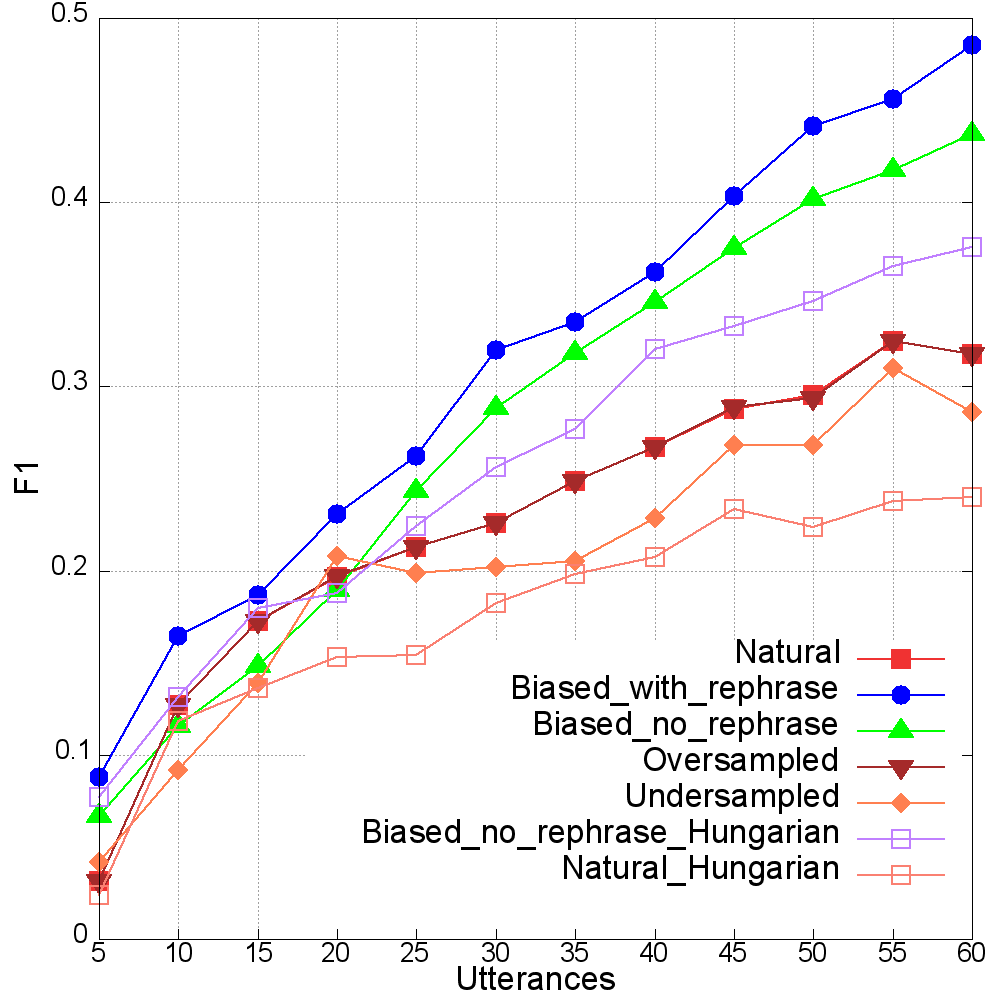 0.5
0.4
0.3
0.2
0.1
0
F1
Natural
Biased_with_rephrase
Biased_no_rephrase
Oversampled
Undersampled
Biased_no_rephrase_Hungarian
Natural_Hungarian
5 10 15 20 25 30 35 40 45 50 55 60
Utterances